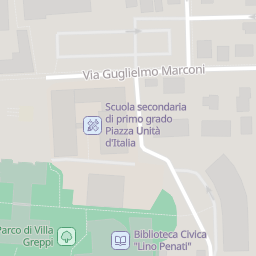 Via Guglielmo Marconi
Scuola secondaria
di primo grado
Piazza Unità
d'Italia
Parco di Villa
Greppi
Biblioteca Civica
"Lino Penati"